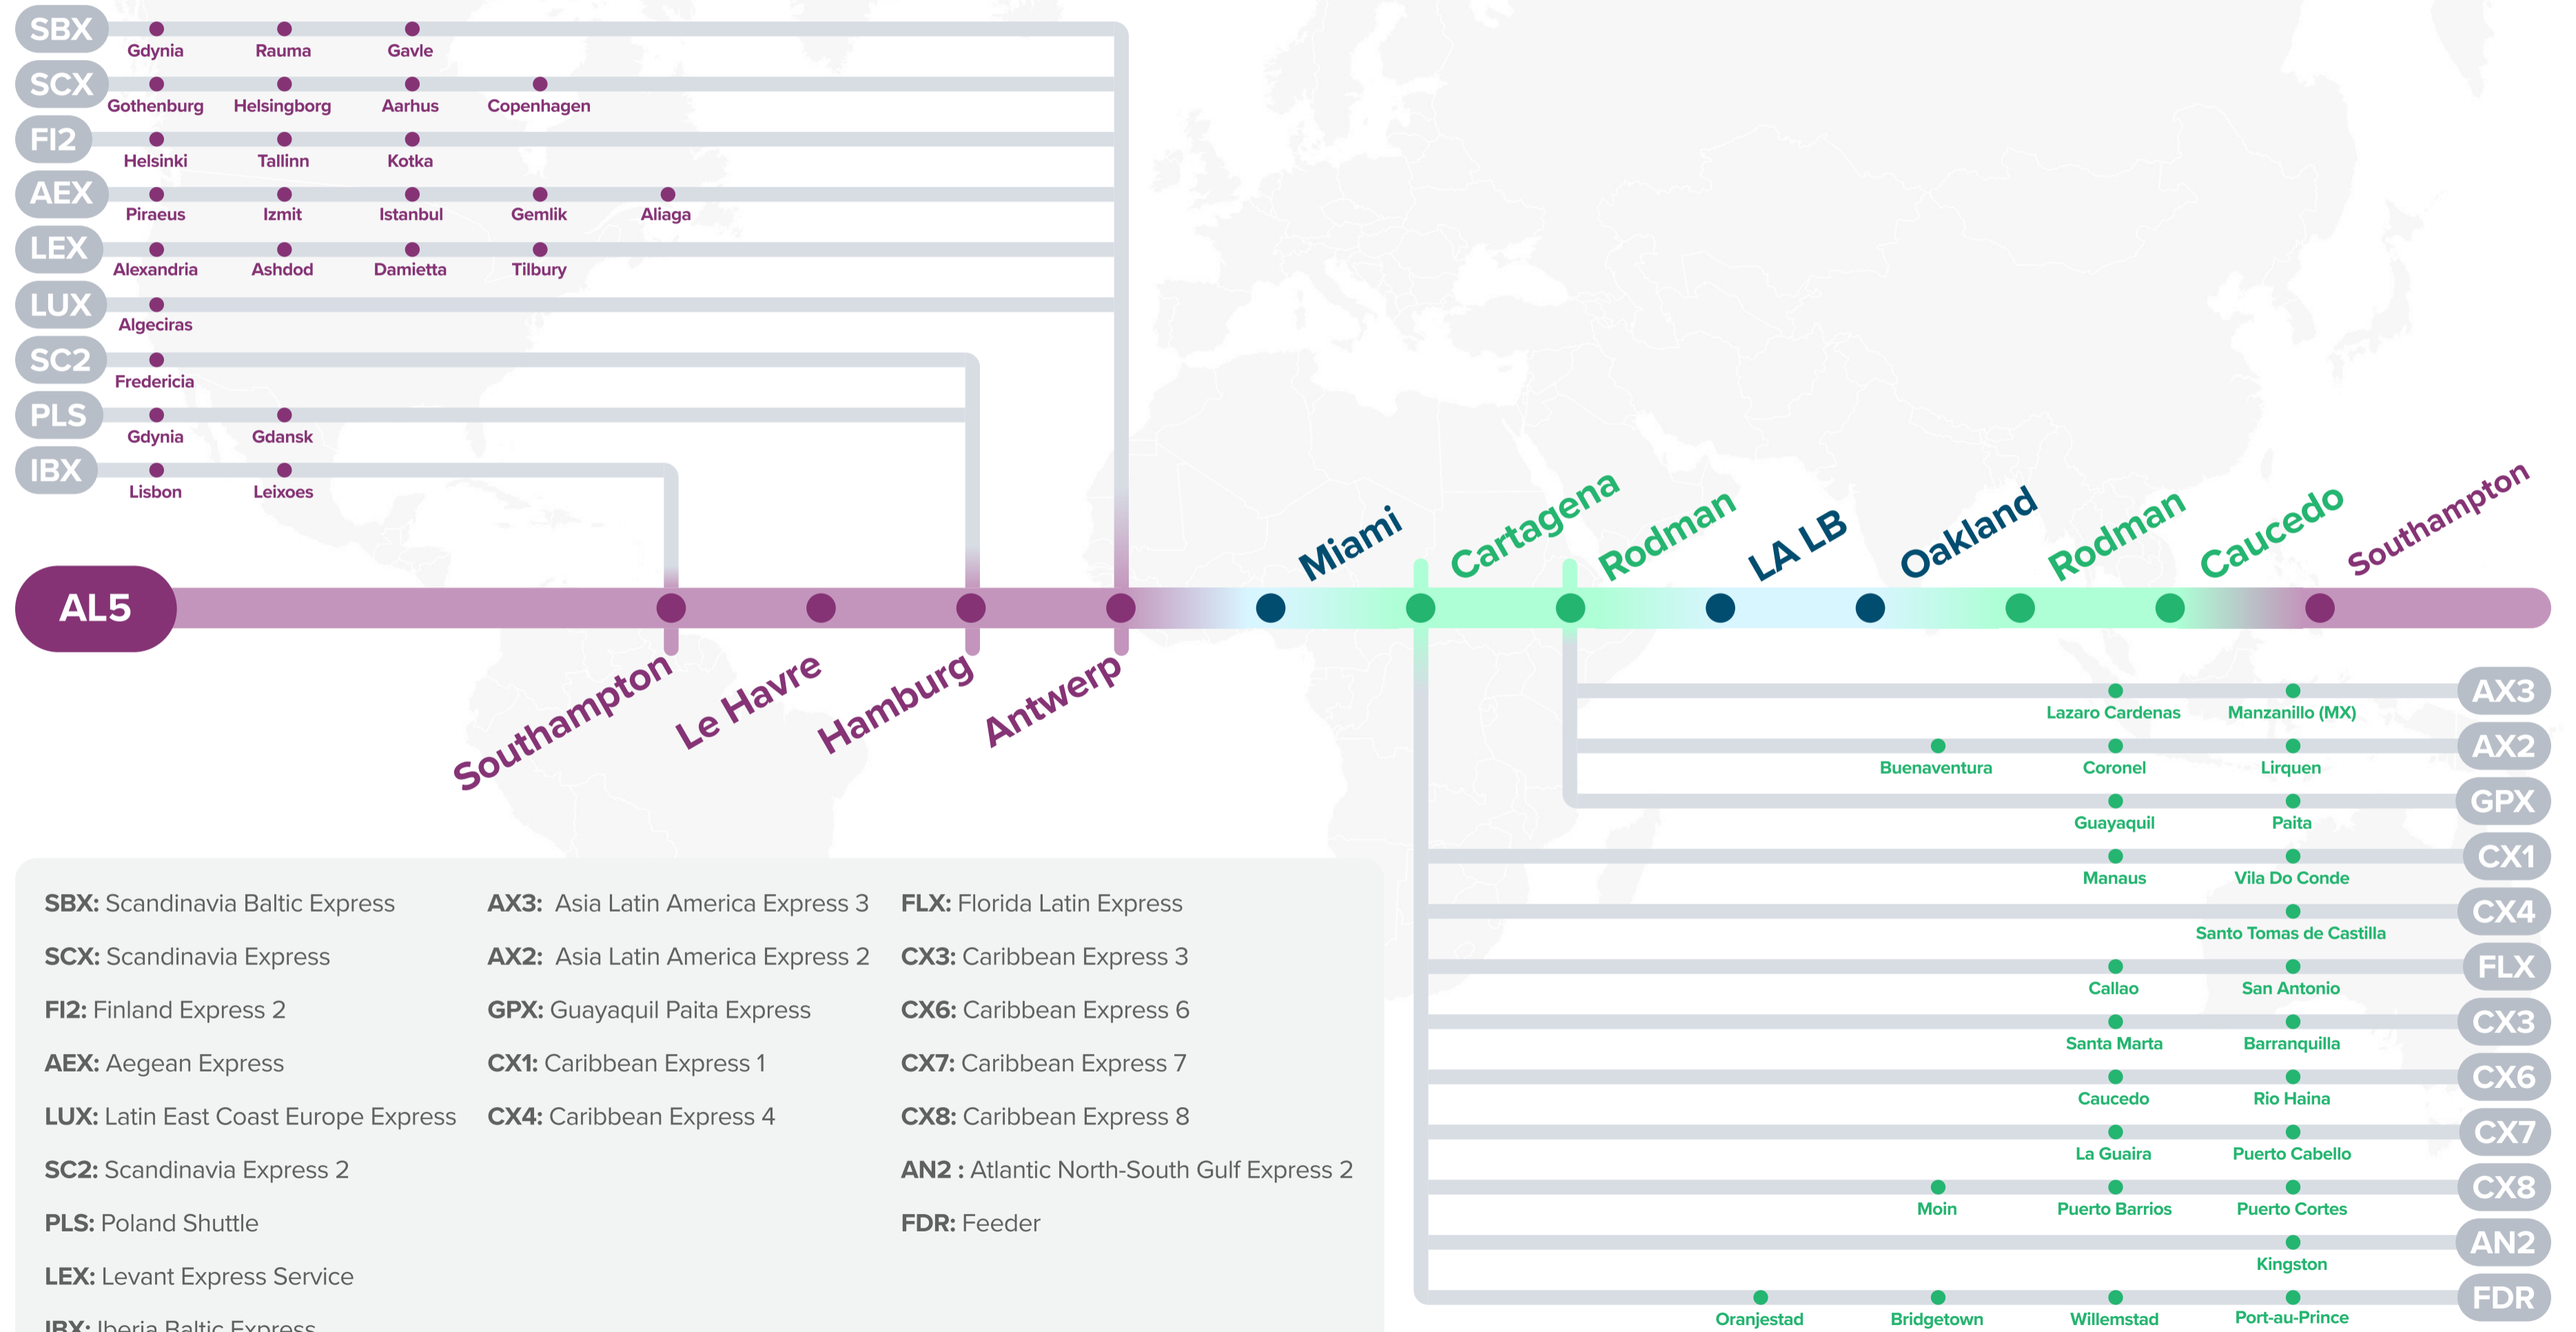 SBX
Gdynia Rauma Gavle
SCX
Gothenburg Helsingborg Aarhus Copenhagen
FI2
Helsinki Tallinn Kotka
AEX
Piraeus Izmit Istanbul Gemlik Aliaga
LEX
Alexandria Ashdod Damietta Tilbury
LUX
Algeciras
SC2
Fredericia
PLS
Gdynia Gdansk
IBX
Lisbon Leixoes
Miami Cartagena Rodman LA LB Oakland Rodman Caucedo Southampton
AL5
Southampton Le Havre Hamburg Antwerp
AX3
Lazaro Cardenas Manzanillo (MX)
AX2
Buenaventura Coronel Lirquen
GPX
Guayaquil Paita
CX1
Manaus Vila Do Conde
CX4
Santo Tomas de Castilla
FLX
Callao San Antonio
CX3
Santa Marta Barranquilla
CX6
Caucedo Rio Haina
CX7
La Guaira Puerto Cabello
CX8
Moin Puerto Barrios Puerto Cortes
AN2
Kingston
FDR
Oranjestad Bridgetown Willemstad Port-au-Prince
SBX: Scandinavia Baltic Express
SCX: Scandinavia Express
FI2: Finland Express 2
AEX: Aegean Express
LUX: Latin East Coast Europe Express
SC2: Scandinavia Express 2
PLS: Poland Shuttle
LEX: Levant Express Service
IBX: Iberia Baltic Express
AX3: Asia Latin America Express 3
AX2: Asia Latin America Express 2
GPX: Guayaquil Paita Express
CX1: Caribbean Express 1
CX4: Caribbean Express 4
FLX: Florida Latin Express
CX3: Caribbean Express 3
CX6: Caribbean Express 6
CX7: Caribbean Express 7
CX8: Caribbean Express 8
AN2 : Atlantic North-South Gulf Express 2
FDR: Feeder